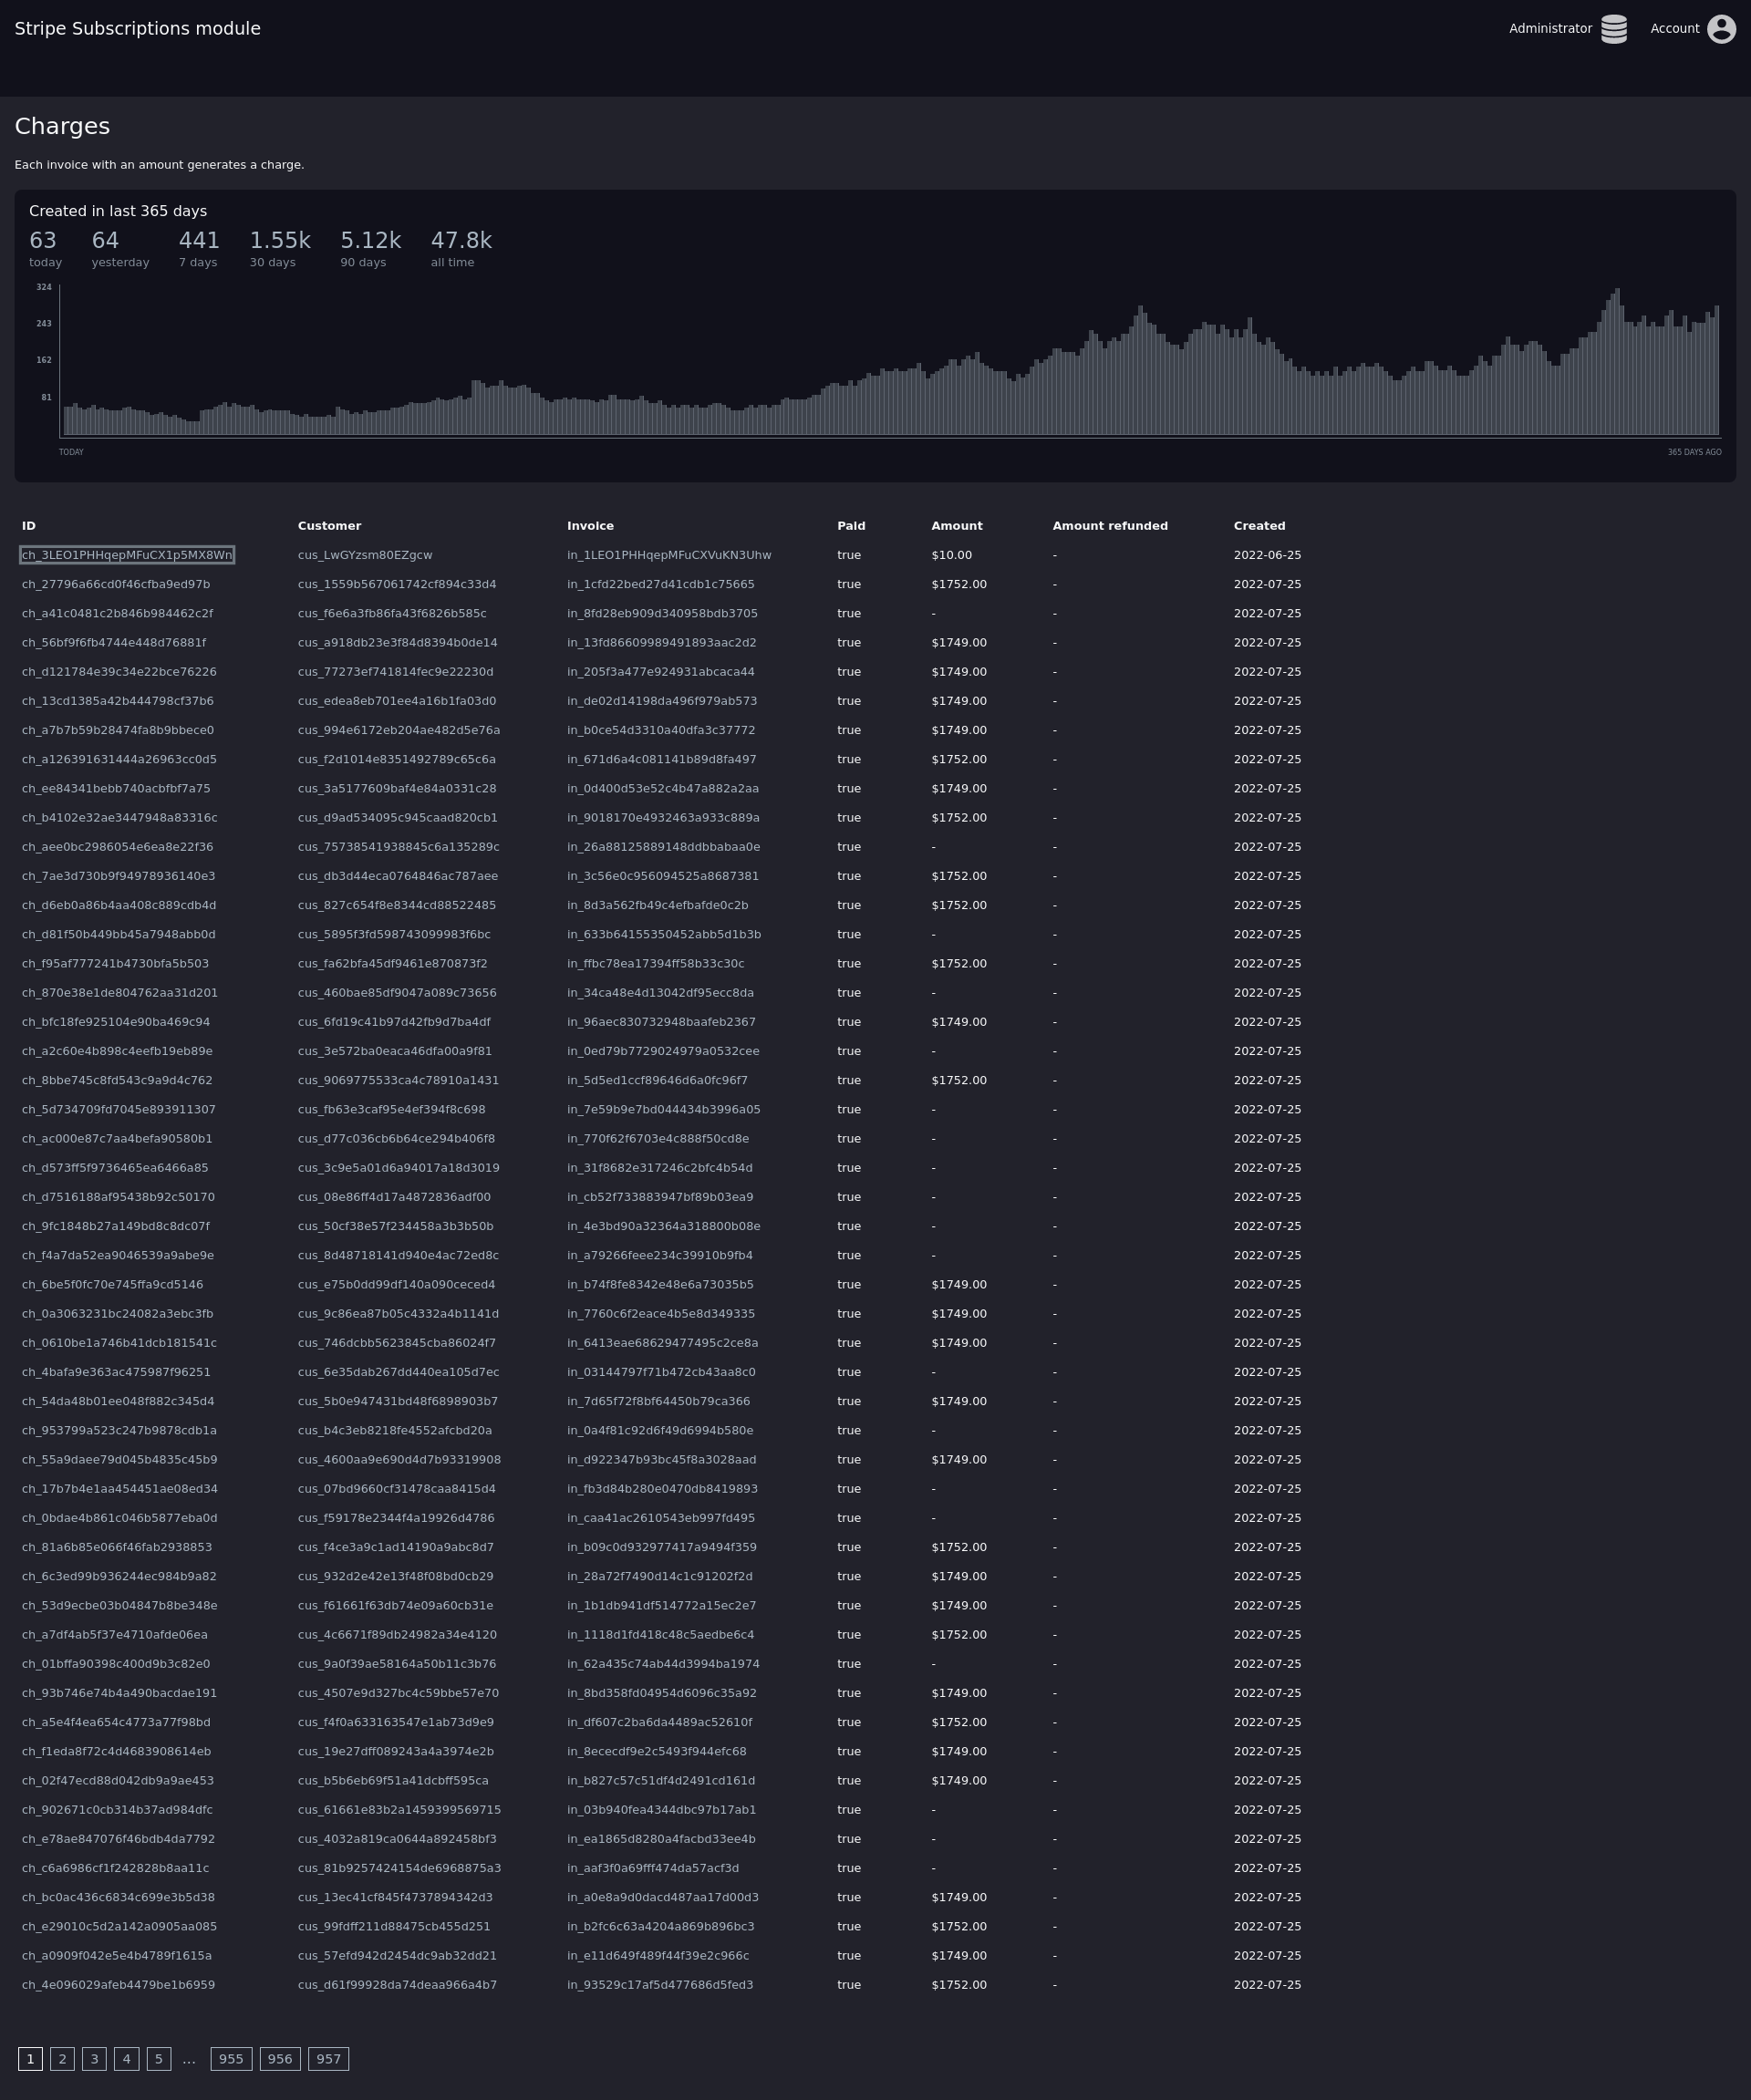 Stripe Subscriptions module
Administrator
Account
Charges
Each invoice with an amount generates a charge.
Created in last 365 days
63 64 441 1.55k 5.12k 47.8k
today yesterday 7 days 30 days 90 days all time
324
243
162
81
TODAY 365 DAYS AGO
ID Customer Invoice Paid Amount Amount refunded Created
ch_3LEO1PHHqepMFuCX1p5MX8Wn cus_LwGYzsm80EZgcw in_1LEO1PHHqepMFuCXVuKN3Uhw true $10.00 - 2022-06-25
ch_27796a66cd0f46cfba9ed97b cus_1559b567061742cf894c33d4 in_1cfd22bed27d41cdb1c75665 true $1752.00 - 2022-07-25
ch_a41c0481c2b846b984462c2f cus_f6e6a3fb86fa43f6826b585c in_8fd28eb909d340958bdb3705 true - - 2022-07-25
ch_56bf9f6fb4744e448d76881f cus_a918db23e3f84d8394b0de14 in_13fd86609989491893aac2d2 true $1749.00 - 2022-07-25
ch_d121784e39c34e22bce76226 cus_77273ef741814fec9e22230d in_205f3a477e924931abcaca44 true $1749.00 - 2022-07-25
ch_13cd1385a42b444798cf37b6 cus_edea8eb701ee4a16b1fa03d0 in_de02d14198da496f979ab573 true $1749.00 - 2022-07-25
ch_a7b7b59b28474fa8b9bbece0 cus_994e6172eb204ae482d5e76a in_b0ce54d3310a40dfa3c37772 true $1749.00 - 2022-07-25
ch_a126391631444a26963cc0d5 cus_f2d1014e8351492789c65c6a in_671d6a4c081141b89d8fa497 true $1752.00 - 2022-07-25
ch_ee84341bebb740acbfbf7a75 cus_3a5177609baf4e84a0331c28 in_0d400d53e52c4b47a882a2aa true $1749.00 - 2022-07-25
ch_b4102e32ae3447948a83316c cus_d9ad534095c945caad820cb1 in_9018170e4932463a933c889a true $1752.00 - 2022-07-25
ch_aee0bc2986054e6ea8e22f36 cus_75738541938845c6a135289c in_26a88125889148ddbbabaa0e true - - 2022-07-25
ch_7ae3d730b9f94978936140e3 cus_db3d44eca0764846ac787aee in_3c56e0c956094525a8687381 true $1752.00 - 2022-07-25
ch_d6eb0a86b4aa408c889cdb4d cus_827c654f8e8344cd88522485 in_8d3a562fb49c4efbafde0c2b true $1752.00 - 2022-07-25
ch_d81f50b449bb45a7948abb0d cus_5895f3fd598743099983f6bc in_633b64155350452abb5d1b3b true - - 2022-07-25
ch_f95af777241b4730bfa5b503 cus_fa62bfa45df9461e870873f2 in_ffbc78ea17394ff58b33c30c true $1752.00 - 2022-07-25
ch_870e38e1de804762aa31d201 cus_460bae85df9047a089c73656 in_34ca48e4d13042df95ecc8da true - - 2022-07-25
ch_bfc18fe925104e90ba469c94 cus_6fd19c41b97d42fb9d7ba4df in_96aec830732948baafeb2367 true $1749.00 - 2022-07-25
ch_a2c60e4b898c4eefb19eb89e cus_3e572ba0eaca46dfa00a9f81 in_0ed79b7729024979a0532cee true - - 2022-07-25
ch_8bbe745c8fd543c9a9d4c762 cus_9069775533ca4c78910a1431 in_5d5ed1ccf89646d6a0fc96f7 true $1752.00 - 2022-07-25
ch_5d734709fd7045e893911307 cus_fb63e3caf95e4ef394f8c698 in_7e59b9e7bd044434b3996a05 true - - 2022-07-25
ch_ac000e87c7aa4befa90580b1 cus_d77c036cb6b64ce294b406f8 in_770f62f6703e4c888f50cd8e true - - 2022-07-25
ch_d573ff5f9736465ea6466a85 cus_3c9e5a01d6a94017a18d3019 in_31f8682e317246c2bfc4b54d true - - 2022-07-25
ch_d7516188af95438b92c50170 cus_08e86ff4d17a4872836adf00 in_cb52f733883947bf89b03ea9 true - - 2022-07-25
ch_9fc1848b27a149bd8c8dc07f cus_50cf38e57f234458a3b3b50b in_4e3bd90a32364a318800b08e true - - 2022-07-25
ch_f4a7da52ea9046539a9abe9e cus_8d48718141d940e4ac72ed8c in_a79266feee234c39910b9fb4 true - - 2022-07-25
ch_6be5f0fc70e745ffa9cd5146 cus_e75b0dd99df140a090ceced4 in_b74f8fe8342e48e6a73035b5 true $1749.00 - 2022-07-25
ch_0a3063231bc24082a3ebc3fb cus_9c86ea87b05c4332a4b1141d in_7760c6f2eace4b5e8d349335 true $1749.00 - 2022-07-25
ch_0610be1a746b41dcb181541c cus_746dcbb5623845cba86024f7 in_6413eae68629477495c2ce8a true $1749.00 - 2022-07-25
ch_4bafa9e363ac475987f96251 cus_6e35dab267dd440ea105d7ec in_03144797f71b472cb43aa8c0 true - - 2022-07-25
ch_54da48b01ee048f882c345d4 cus_5b0e947431bd48f6898903b7 in_7d65f72f8bf64450b79ca366 true $1749.00 - 2022-07-25
ch_953799a523c247b9878cdb1a cus_b4c3eb8218fe4552afcbd20a in_0a4f81c92d6f49d6994b580e true - - 2022-07-25
ch_55a9daee79d045b4835c45b9 cus_4600aa9e690d4d7b93319908 in_d922347b93bc45f8a3028aad true $1749.00 - 2022-07-25
ch_17b7b4e1aa454451ae08ed34 cus_07bd9660cf31478caa8415d4 in_fb3d84b280e0470db8419893 true - - 2022-07-25
ch_0bdae4b861c046b5877eba0d cus_f59178e2344f4a19926d4786 in_caa41ac2610543eb997fd495 true - - 2022-07-25
ch_81a6b85e066f46fab2938853 cus_f4ce3a9c1ad14190a9abc8d7 in_b09c0d932977417a9494f359 true $1752.00 - 2022-07-25
ch_6c3ed99b936244ec984b9a82 cus_932d2e42e13f48f08bd0cb29 in_28a72f7490d14c1c91202f2d true $1749.00 - 2022-07-25
ch_53d9ecbe03b04847b8be348e cus_f61661f63db74e09a60cb31e in_1b1db941df514772a15ec2e7 true $1749.00 - 2022-07-25
ch_a7df4ab5f37e4710afde06ea cus_4c6671f89db24982a34e4120 in_1118d1fd418c48c5aedbe6c4 true $1752.00 - 2022-07-25
ch_01bffa90398c400d9b3c82e0 cus_9a0f39ae58164a50b11c3b76 in_62a435c74ab44d3994ba1974 true - - 2022-07-25
ch_93b746e74b4a490bacdae191 cus_4507e9d327bc4c59bbe57e70 in_8bd358fd04954d6096c35a92 true $1749.00 - 2022-07-25
ch_a5e4f4ea654c4773a77f98bd cus_f4f0a633163547e1ab73d9e9 in_df607c2ba6da4489ac52610f true $1752.00 - 2022-07-25
ch_f1eda8f72c4d4683908614eb cus_19e27dff089243a4a3974e2b in_8ececdf9e2c5493f944efc68 true $1749.00 - 2022-07-25
ch_02f47ecd88d042db9a9ae453 cus_b5b6eb69f51a41dcbff595ca in_b827c57c51df4d2491cd161d true $1749.00 - 2022-07-25
ch_902671c0cb314b37ad984dfc cus_61661e83b2a1459399569715 in_03b940fea4344dbc97b17ab1 true - - 2022-07-25
ch_e78ae847076f46bdb4da7792 cus_4032a819ca0644a892458bf3 in_ea1865d8280a4facbd33ee4b true - - 2022-07-25
ch_c6a6986cf1f242828b8aa11c cus_81b9257424154de6968875a3 in_aaf3f0a69fff474da57acf3d true - - 2022-07-25
ch_bc0ac436c6834c699e3b5d38 cus_13ec41cf845f4737894342d3 in_a0e8a9d0dacd487aa17d00d3 true $1749.00 - 2022-07-25
ch_e29010c5d2a142a0905aa085 cus_99fdff211d88475cb455d251 in_b2fc6c63a4204a869b896bc3 true $1752.00 - 2022-07-25
ch_a0909f042e5e4b4789f1615a cus_57efd942d2454dc9ab32dd21 in_e11d649f489f44f39e2c966c true $1749.00 - 2022-07-25
ch_4e096029afeb4479be1b6959 cus_d61f99928da74deaa966a4b7 in_93529c17af5d477686d5fed3 true $1752.00 - 2022-07-25
1 2 3 4 5 ... 955 956 957